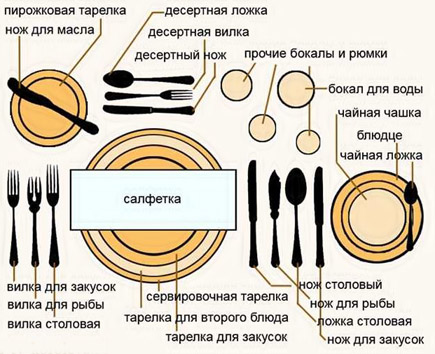 пирожковая тарелка
нож для масла
десертная ложка
десертная вилка
десертный нож
прочие бокалы и рюмки
бокал для воды
чайная чашка
блюдце
чайная ложка
салфетка
вилка для закусок
вилка для рыбы
вилка столовая
сервировочная тарелка
тарелка для второго блюда
тарелка для закусок
нож столовый
нож для рыбы
ложка столовая
нож для закусок